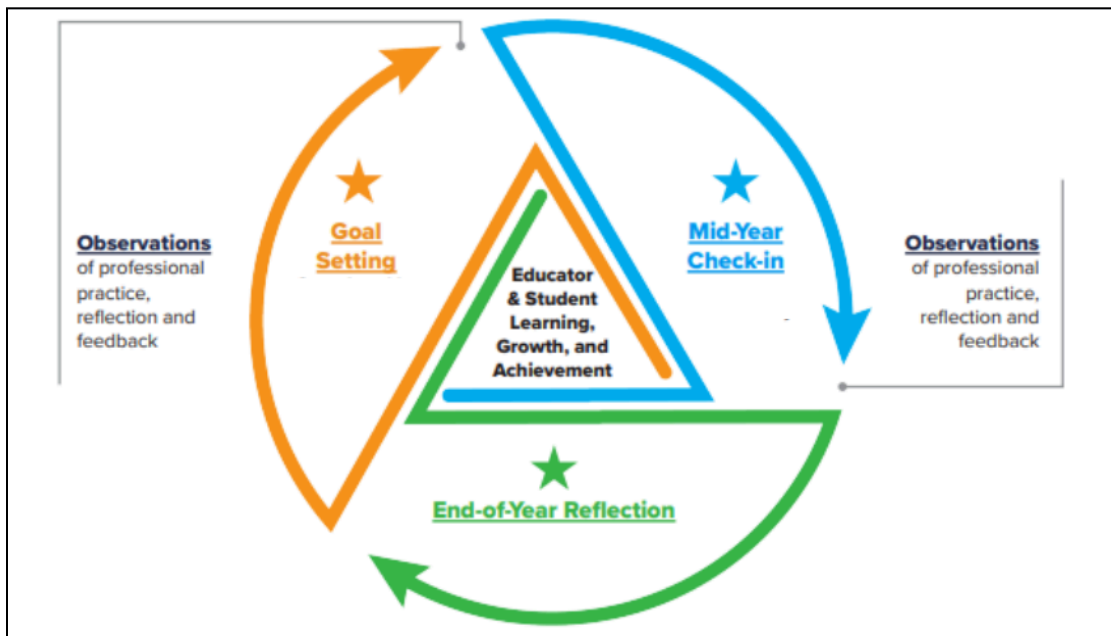 Observations
of professional
practice,
reflection and
feedback
Goal
Setting
Educator
& Student
Learning,
Growth, and
Achievement
Mid-Year
Check-in
Observations
of professional
practice,
reflection and
feedback
End-of-Year Reflection